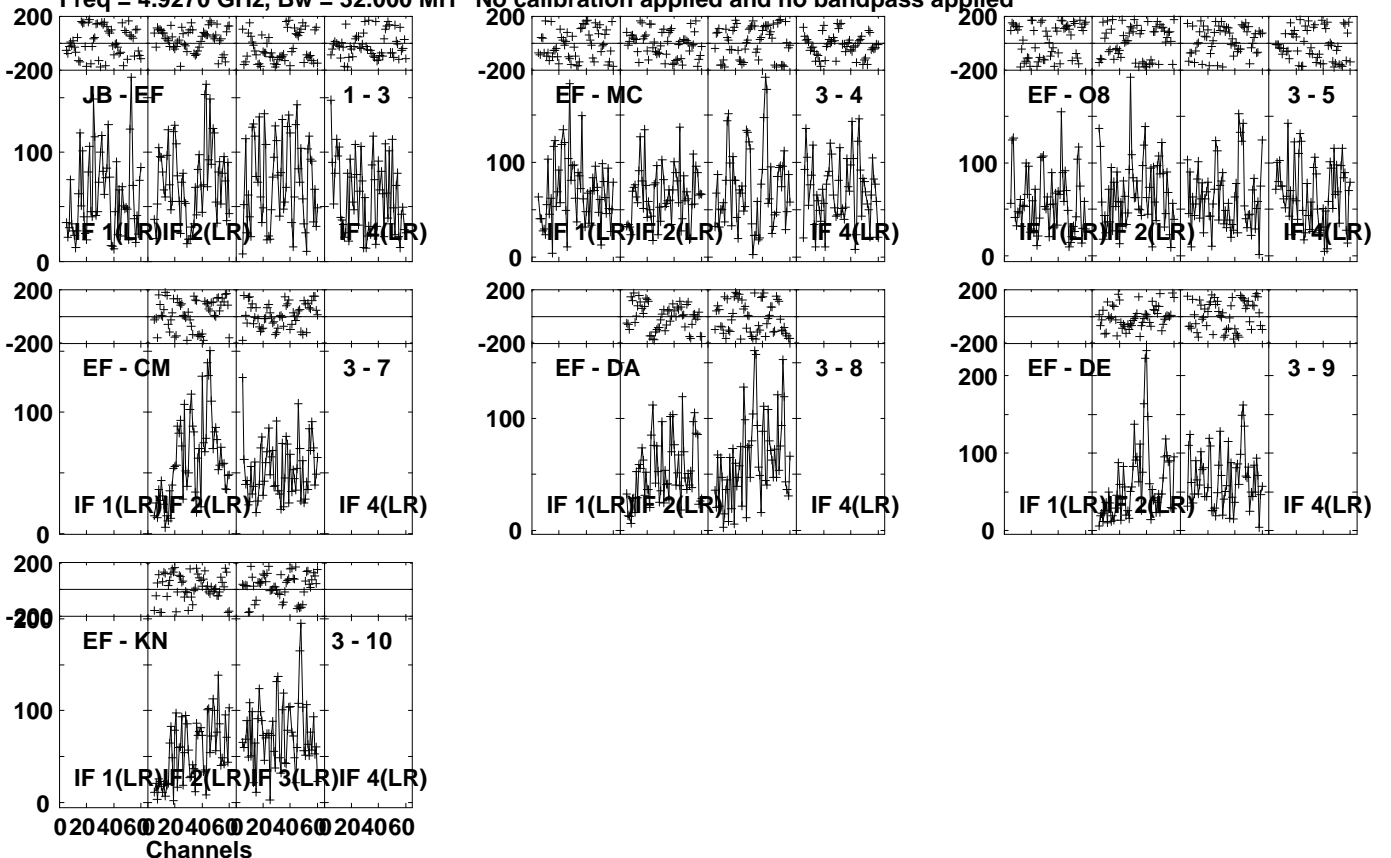 Freq = 4.9270 GHz, Bw = 32.000 MH No calibration applied and no bandpass applied
200
-200
JB - EF 1 - 3
100
IF 1(LR) IF 2(LR) IF 4(LR)
0
200
-200
EF - MC 3 - 4
100
IF 1(LR) IF 2(LR) IF 4(LR)
0
200
-200
EF - O8 3 - 5
100
IF 1(LR) IF 2(LR) IF 4(LR)
0
200
-200
EF - CM 3 - 7
100
IF 1(LR) IF 2(LR) IF 4(LR)
0
200
-200
EF - DA 3 - 8
100
IF 1(LR) IF 2(LR) IF 4(LR)
0
200
-200
EF - DE 3 - 9
200
100
IF 1(LR) IF 2(LR) IF 4(LR)
0
200
-200
200
EF - KN 3 - 10
100
IF 1(LR) IF 2(LR) IF 3(LR) IF 4(LR)
0
0 20 40 60 0 20 40 60 0 20 40 60 0 20 40 60
Channels